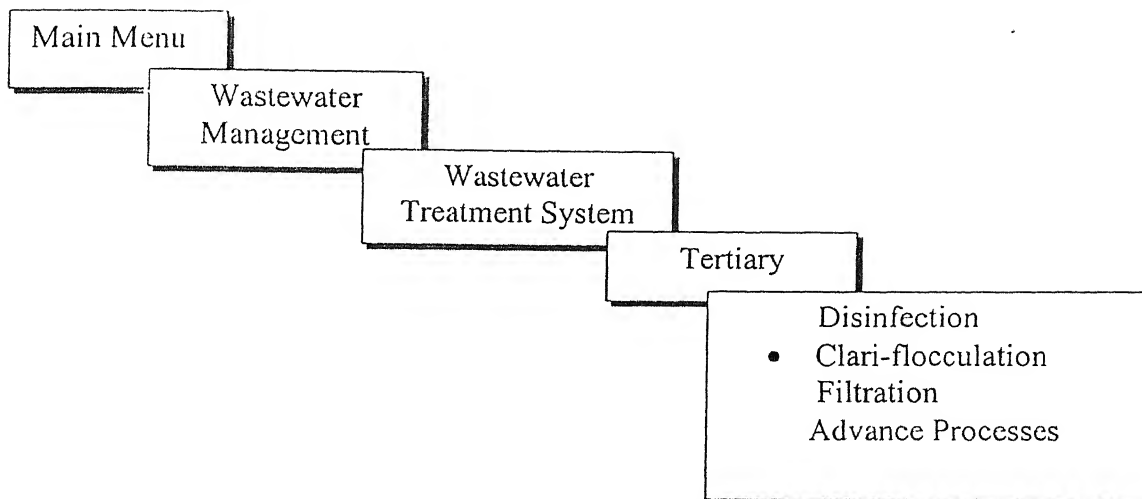 Main Menu
Wastewater
Management
Wastewater
Treatment System
Tertiary
Disinfection
• Clari-flocculation
Filtration
Advance Processes